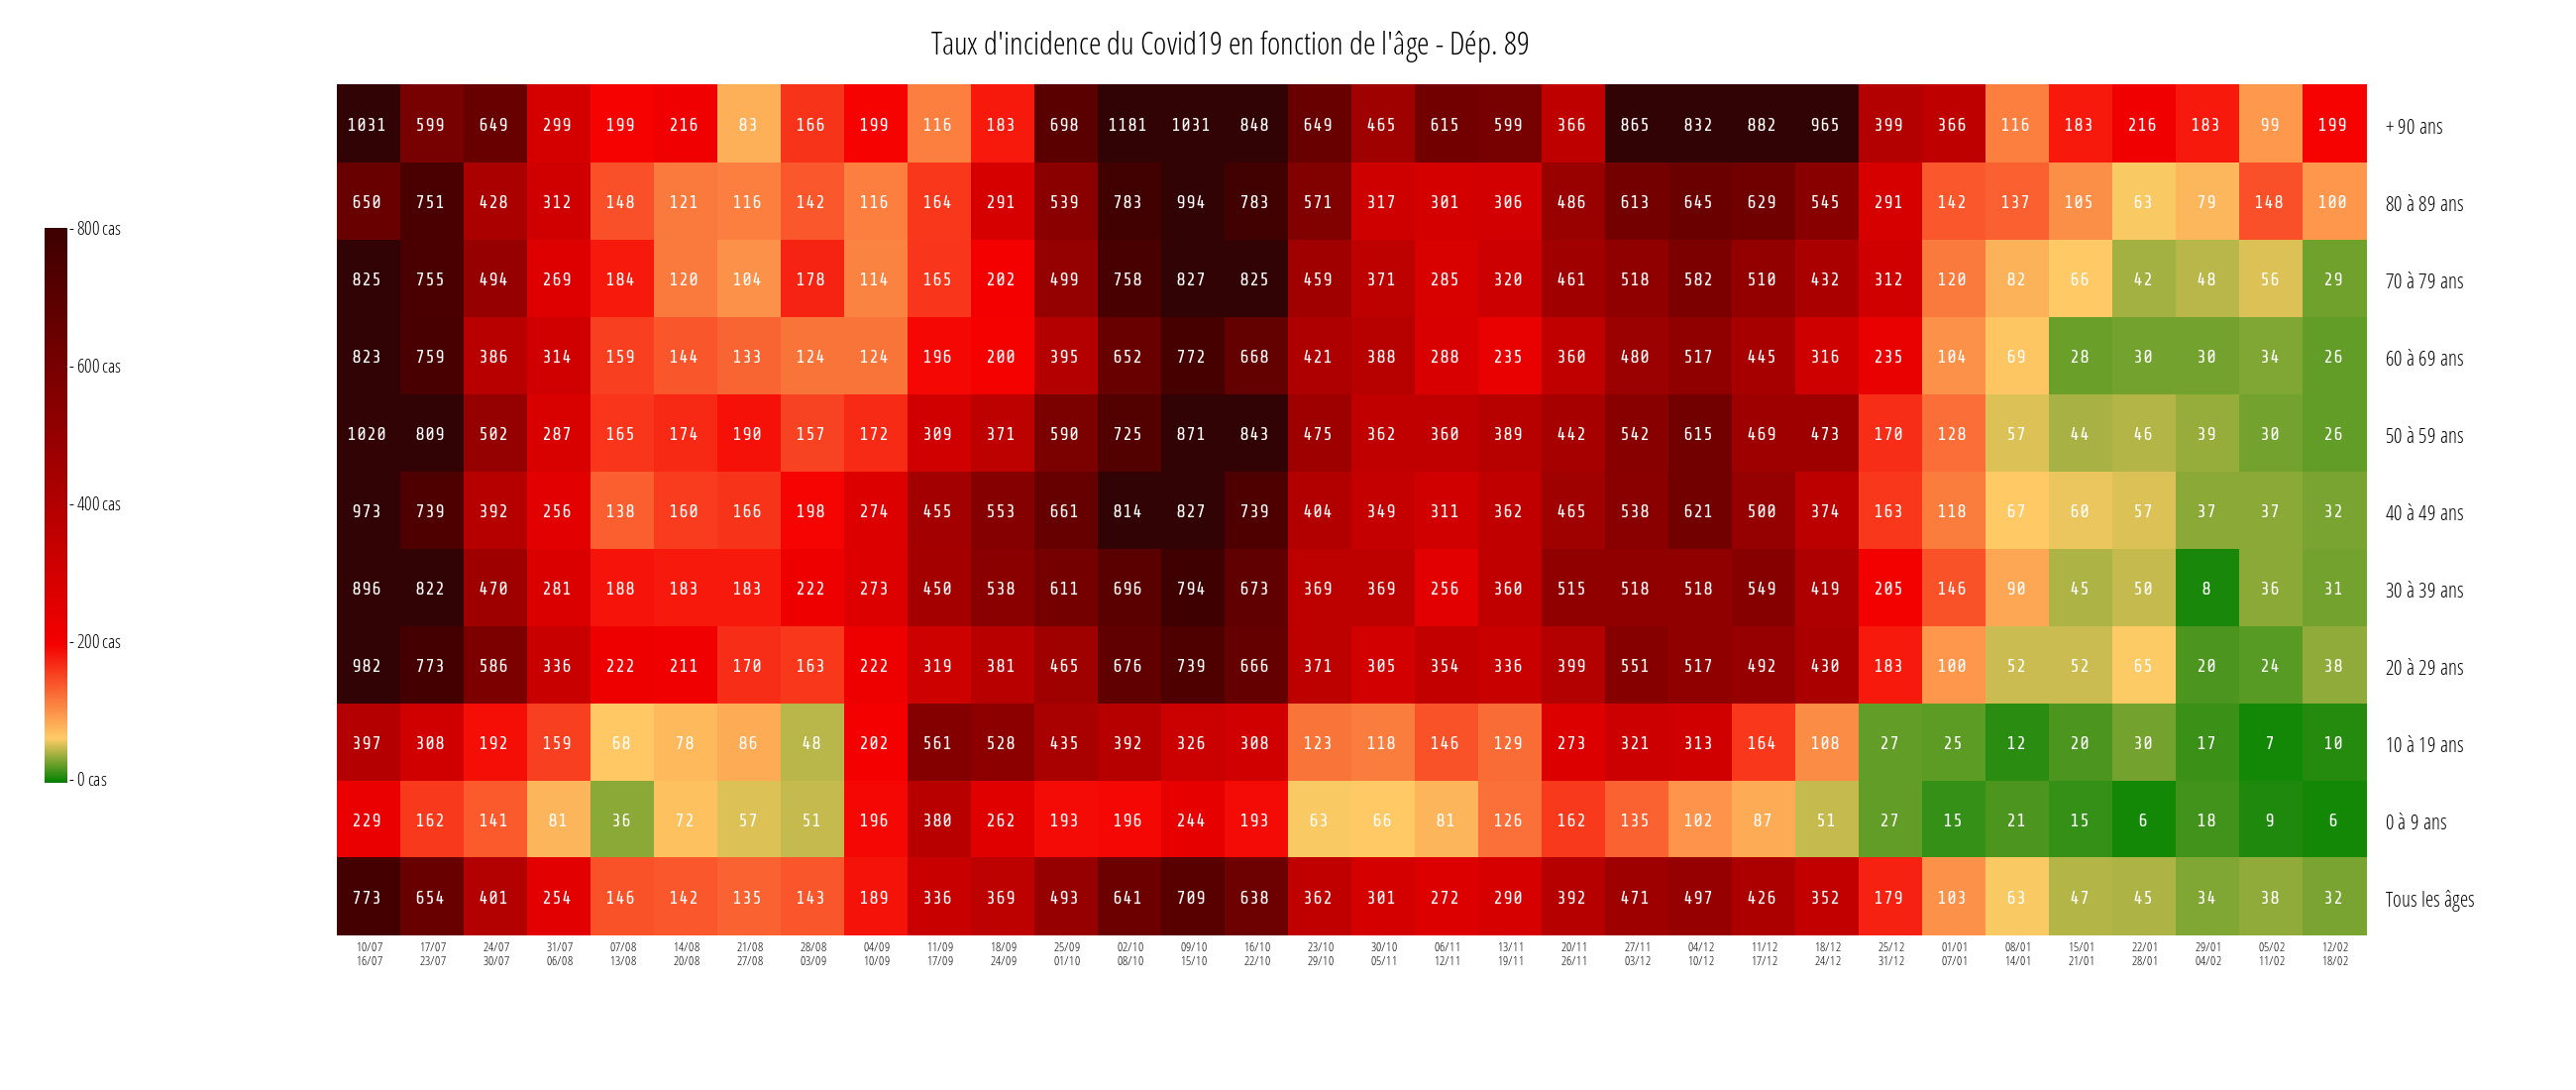 Taux d'incidence du Covid19 en fonction de l'âge - Dép. 89
- 800 cas
- 600 cas
- 400 cas
- 200 cas
- 0 cas
1031 599 649 299 199 216 83 166 199 116 183 698 1181 1031 848 649 465 615 599 366 865 832 882 965 399 366 116 183 216 183 99 199 + 90 ans
650 751 428 312 148 121 116 142 116 164 291 539 783 994 783 571 317 301 306 486 613 645 629 545 291 142 137 105 63 79 148 100 80 à 89 ans
825 755 494 269 184 120 104 178 114 165 202 499 758 827 825 459 371 285 320 461 518 582 510 432 312 120 82 66 42 48 56 29 70 à 79 ans
823 759 386 314 159 144 133 124 124 196 200 395 652 772 668 421 388 288 235 360 480 517 445 316 235 104 69 28 30 30 34 26 60 à 69 ans
1020 809 502 287 165 174 190 157 172 309 371 590 725 871 843 475 362 360 389 442 542 615 469 473 170 128 57 44 46 39 30 26 50 à 59 ans
973 739 392 256 138 160 166 198 274 455 553 661 814 827 739 404 349 311 362 465 538 621 500 374 163 118 67 60 57 37 37 32 40 à 49 ans
896 822 470 281 188 183 183 222 273 450 538 611 696 794 673 369 369 256 360 515 518 518 549 419 205 146 90 45 50 8 36 31 30 à 39 ans
982 773 586 336 222 211 170 163 222 319 381 465 676 739 666 371 305 354 336 399 551 517 492 430 183 100 52 52 65 20 24 38 20 à 29 ans
397 308 192 159 68 78 86 48 202 561 528 435 392 326 308 123 118 146 129 273 321 313 164 108 27 25 12 20 30 17 7 10 10 à 19 ans
229 162 141 81 36 72 57 51 196 380 262 193 196 244 193 63 66 81 126 162 135 102 87 51 27 15 21 15 6 18 9 6 0 à 9 ans
773 654 401 254 146 142 135 143 189 336 369 493 641 709 638 362 301 272 290 392 471 497 426 352 179 103 63 47 45 34 38 32 Tous les âges
10/07 17/07 24/07 31/07 07/08 14/08 21/08 28/08 04/09 11/09 18/09 25/09 02/10 09/10 16/10 23/10 30/10 06/11 13/11 20/11 27/11 04/12 11/12 18/12 25/12 01/01 08/01 15/01 22/01 29/01 05/02 12/02
16/07 23/07 30/07 06/08 13/08 20/08 27/08 03/09 10/09 17/09 24/09 01/10 08/10 15/10 22/10 29/10 05/11 12/11 19/11 26/11 03/12 10/12 17/12 24/12 31/12 07/01 14/01 21/01 28/01 04/02 11/02 18/02